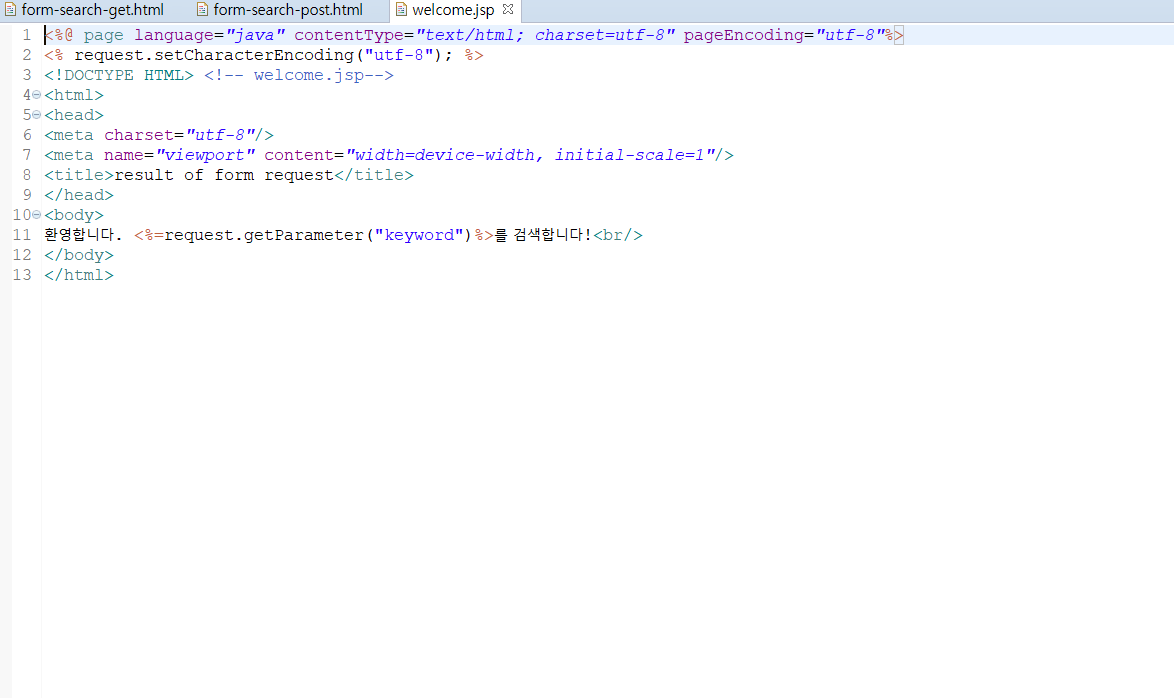 form-search-get.html form-search-post.html welcome.jsp
1 <%@ page language="java" contentType="text/html; charset=utf-8" pageEncoding="utf-8"%>
2 <% request.setCharacterEncoding("utf-8"); %>
3 <!DOCTYPE HTML> <!-- welcome.jsp-->
4 <html>
5 <head>
6 <meta charset="utf-8"/>
7 <meta name="viewport" content="width=device-width, initial-scale=1"/>
8 <title>result of form request</title>
9 </head>
10 <body>
11 환영합니다. <%=request.getParameter("keyword")%>를 검색합니다!<br/>
12 </body>
13 </html>